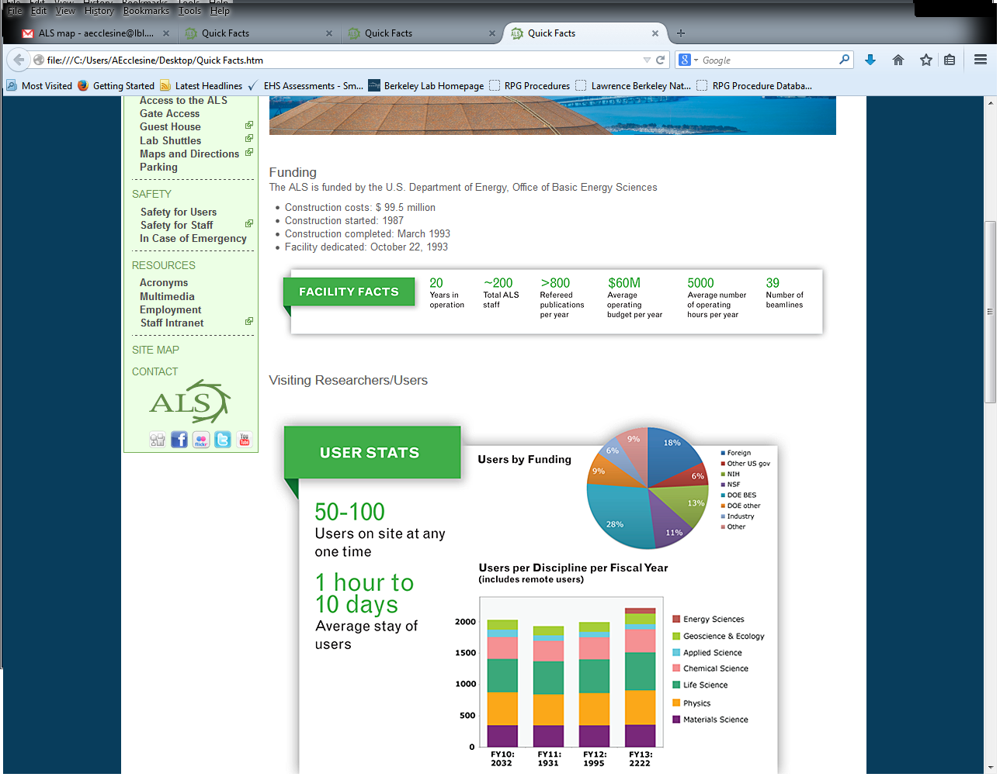 File Edit View History Bookmarks Tools Help
File Edit View History Bookmarks Tools Help
ALS map - aecclesine@lbl.... Quick Facts Quick Facts Quick Facts
file:///C:/Users/AEcclesine/Desktop/Quick Facts.htm
Google
Most Visited Getting Started Latest Headlines EHS Assessments - Sm... Berkeley Lab Homepage RPG Procedures Lawrence Berkeley Nat... RPG Procedure Databa...
Access to the ALS
Gate Access
Guest House
Lab Shuttles
Maps and Directions
Parking
SAFETY
Safety for Users
Safety for Staff
In Case of Emergency
RESOURCES
Acronyms
Multimedia
Employment
Staff Intranet
SITE MAP
CONTACT
ALS
flickr
You Tube
Funding
The ALS is funded by the U.S. Department of Energy, Office of Basic Energy Sciences
Construction costs: $ 99.5 million
Construction started: 1987
Construction completed: March 1993
Facility dedicated: October 22, 1993
FACILITY FACTS
20
Years in
operation
~200
Total ALS
staff
>800
Refereed
publications
per year
$60M
Average
operating
budget per year
5000
Average number
of operating
hours per year
39
Number of
beamlines
Visiting Researchers/Users
USER STATS
50-100
Users on site at any
one time
1 hour to
10 days
Average stay of
users
Users by Funding
18%
6%
13%
11%
28%
9%
6%
9%
Foreign
Other US gov
NIH
NSF
DOE BES
DOE other
Industry
Other
Users per Discipline per Fiscal Year
(includes remote users)
2000
1500
1000
500
0
FY10:
2032
FY11:
1931
FY12:
1995
FY13:
2222
Energy Sciences
Geoscience & Ecology
Applied Science
Chemical Science
Life Science
Physics
Materials Science